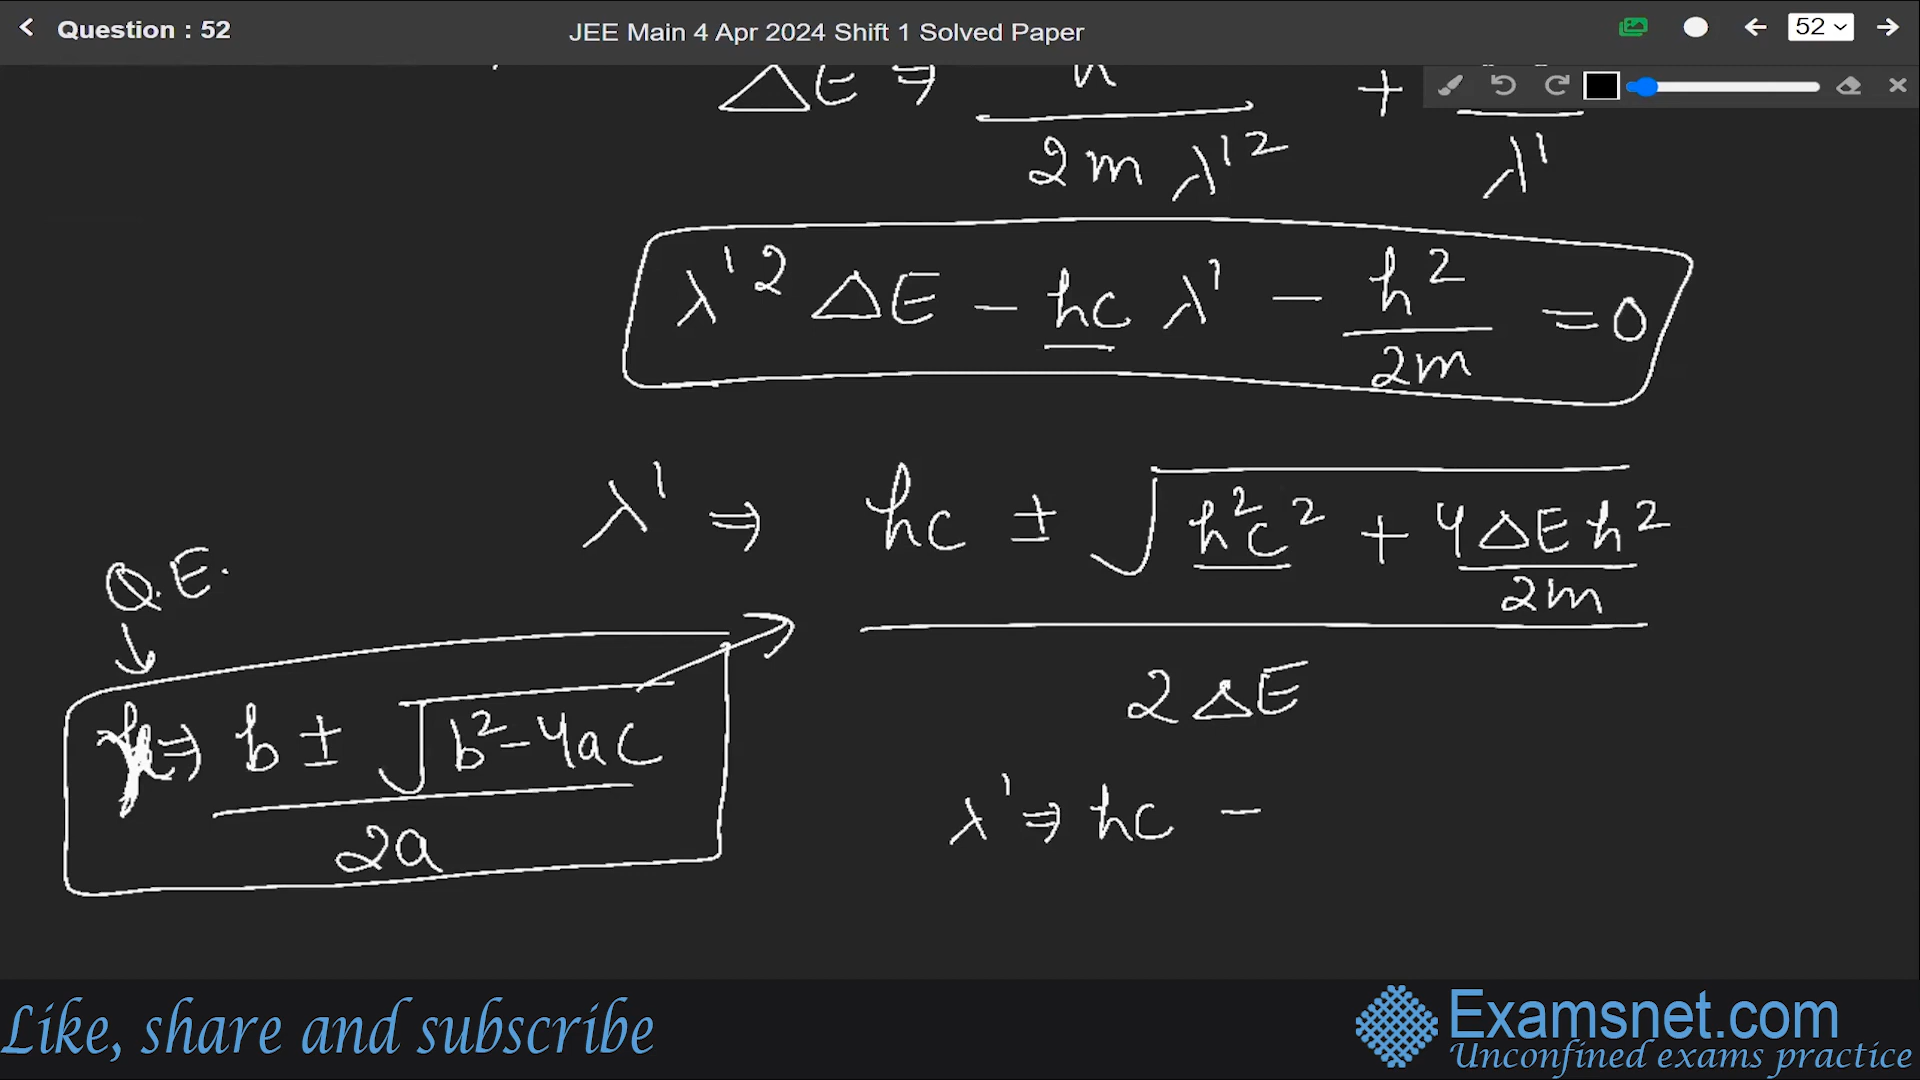 Question : 52
JEE Main 4 Apr 2024 Shift 1 Solved Paper
52
ΔE ⇒ h / 2mλ'² + / λ'
λ'² ΔE - hc λ' - h²/2m = 0
λ' ⇒ hc ± √(h²c² + 4ΔEh²/2m) / 2ΔE
Q.E.
⇒ b ± √(b²-4ac) / 2a
λ' ⇒ hc -
Like, share and subscribe
Examsnet.com
Unconfined exams practice